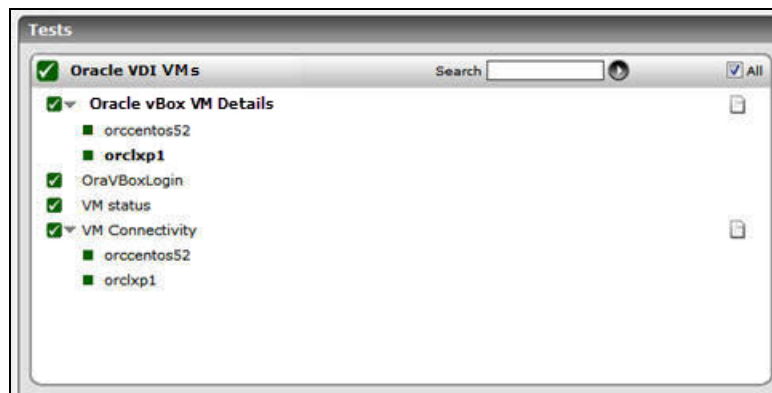 Tests
Oracle VDI VMs Search All
Oracle vBox VM Details
orccentos52
orclxp1
OraVBoxLogin
VM status
VM Connectivity
orccentos52
orclxp1